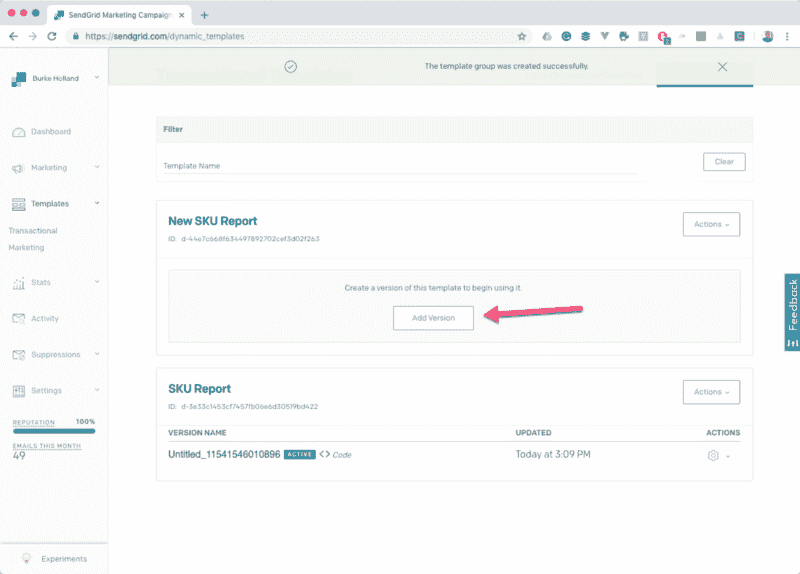 SendGrid Marketing Campaign
https://sendgrid.com/dynamic_templates
Burke Holland
The template group was created successfully.
Dashboard
Marketing
Templates
Transactional
Marketing
Stats
Activity
Suppressions
Settings
REPUTATION 100%
EMAILS THIS MONTH
49
Experiments
Filter
Template Name
Clear
New SKU Report
Actions
ID: d-44e7c668f634497892702cef3d02f263
Create a version of this template to begin using it.
Add Version
SKU Report
Actions
ID: d-3e33c1453cf7457fb06e6d30519bd422
VERSION NAME UPDATED ACTIONS
Untitled_11541546010896 ACTIVE <> Code Today at 3:09 PM
Feedback